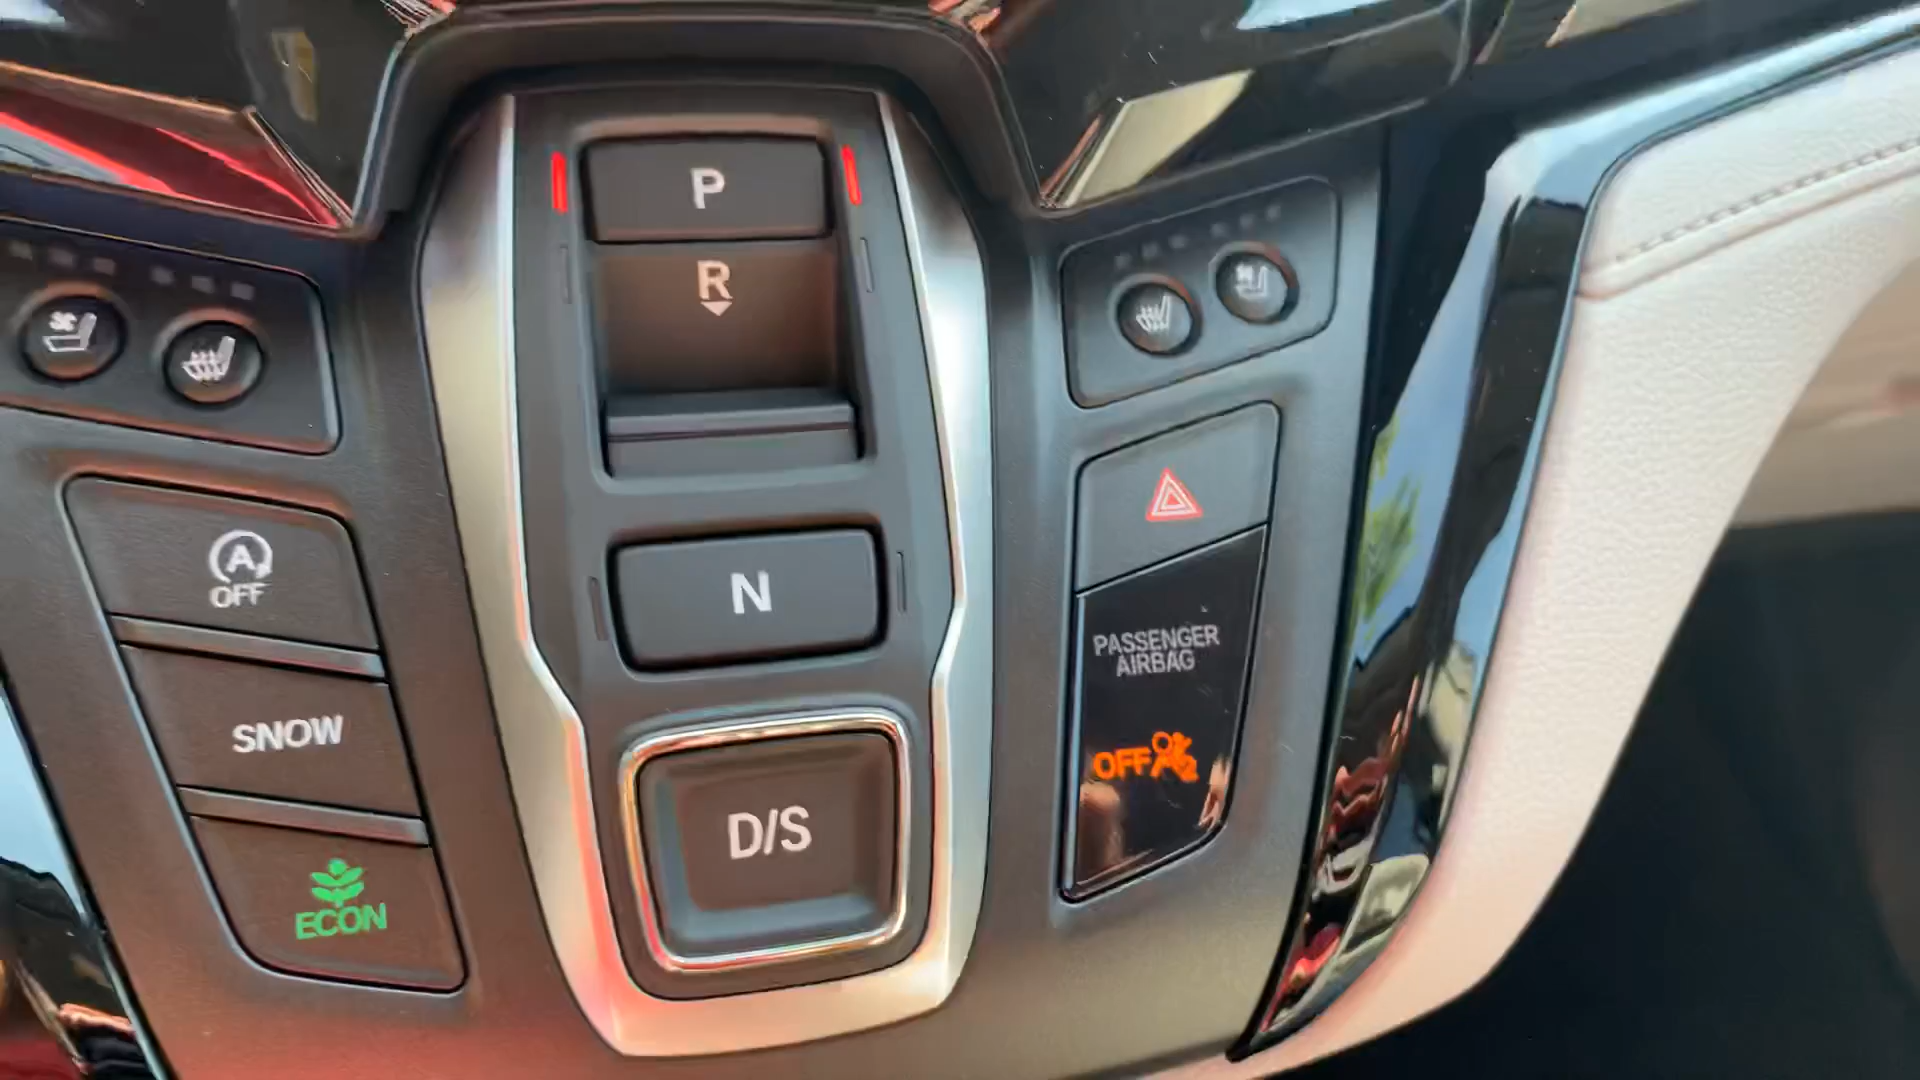 P
R
N
D/S
A
OFF
SNOW
ECON
PASSENGER
AIRBAG
OFF